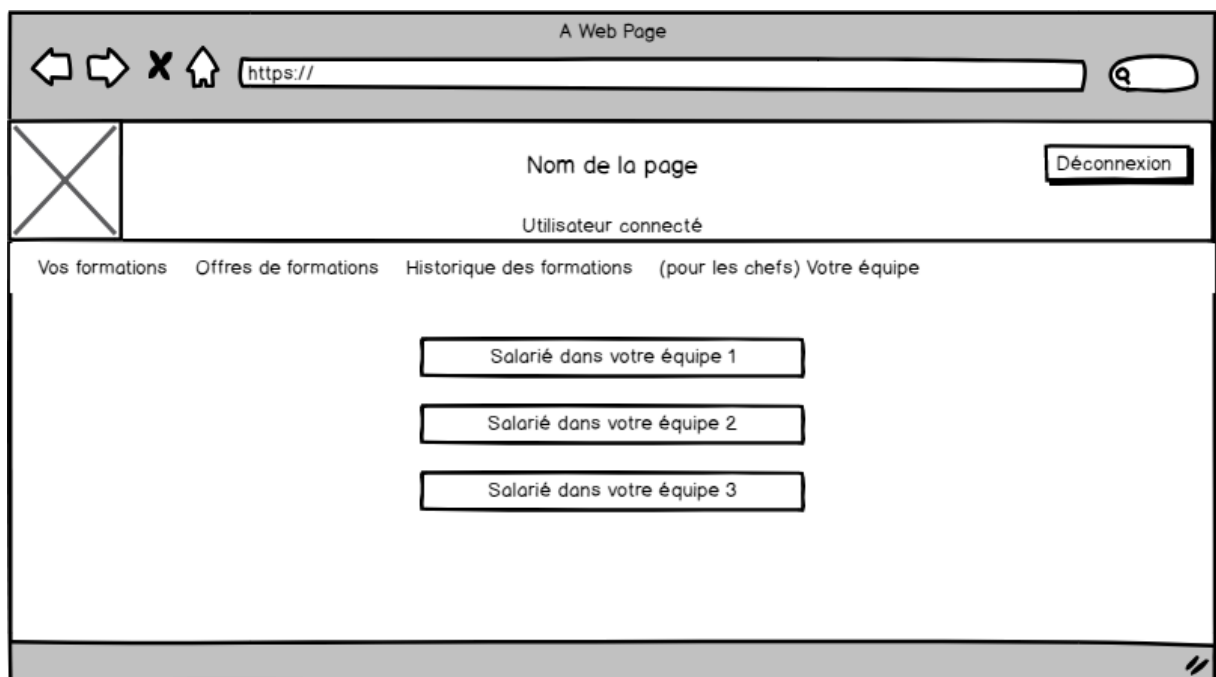 A Web Page
https://
Nom de la page
Déconnexion
Utilisateur connecté
Vos formations Offres de formations Historique des formations (pour les chefs) Votre équipe
Salarié dans votre équipe 1
Salarié dans votre équipe 2
Salarié dans votre équipe 3